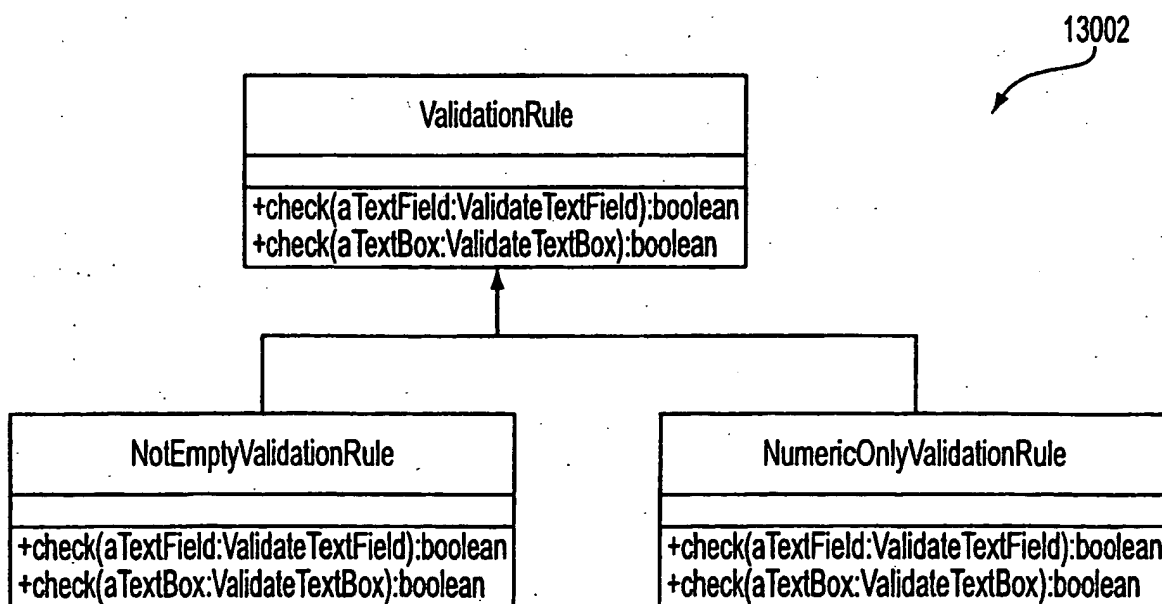 13002
ValidationRule
+check(aTextField:ValidateTextField):boolean
+check(aTextBox:ValidateTextBox):boolean
NotEmptyValidationRule
+check(aTextField:ValidateTextField):boolean
+check(aTextBox:ValidateTextBox):boolean
NumericOnlyValidationRule
+check(aTextField:ValidateTextField):boolean
+check(aTextBox:ValidateTextBox):boolean